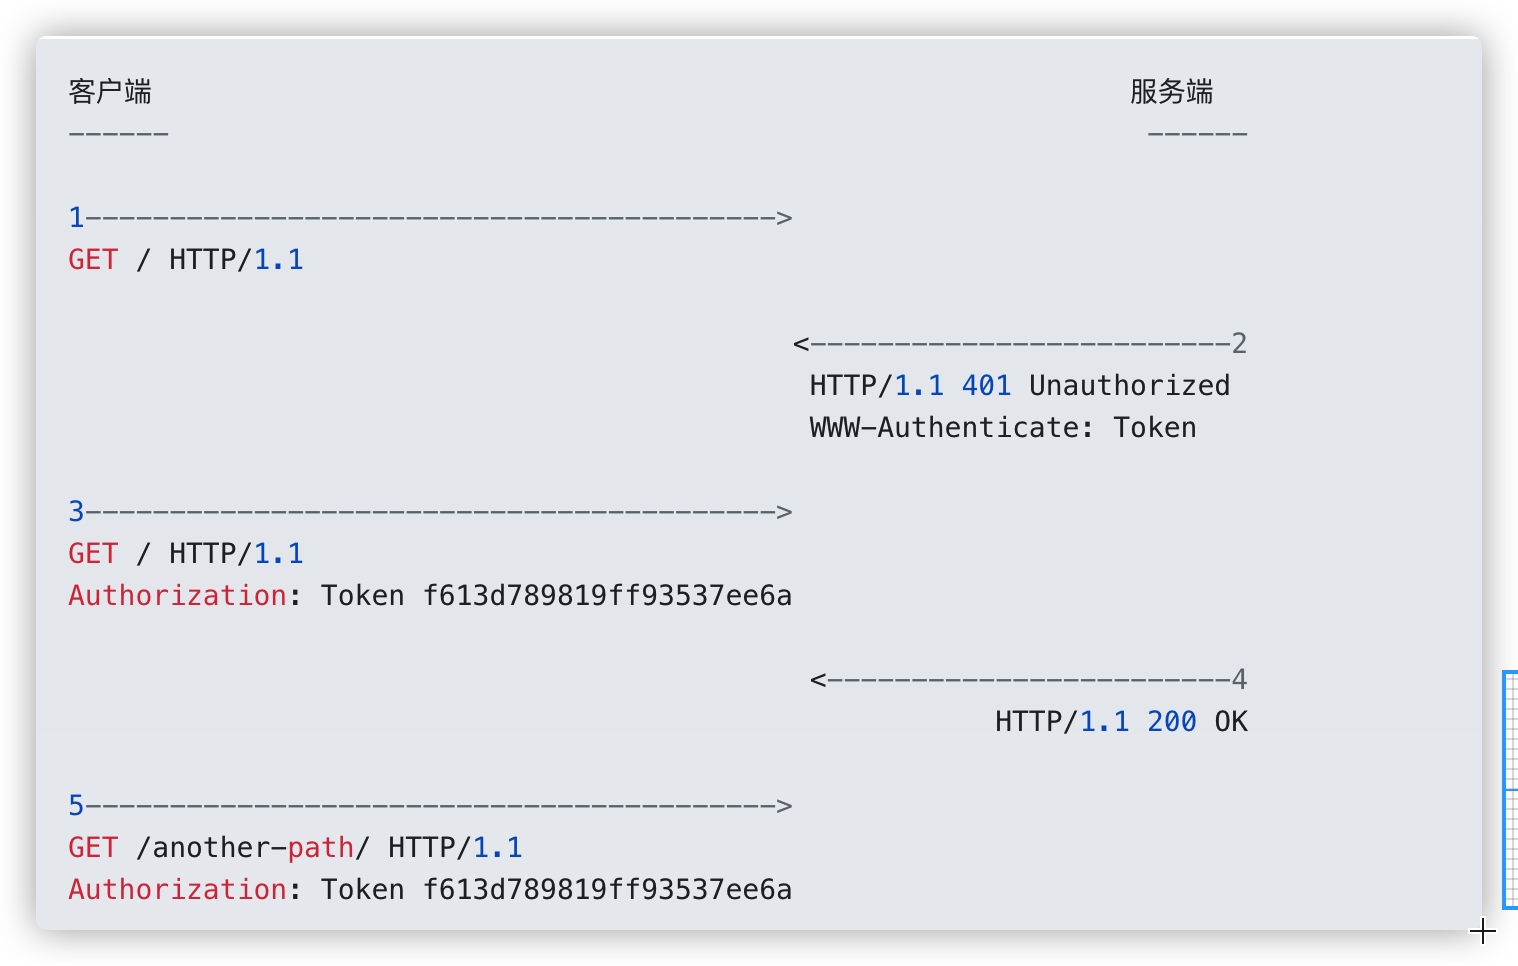 客户端 服务端
------ ------
1----------------------------------------->
GET / HTTP/1.1
<-------------------------2
HTTP/1.1 401 Unauthorized
WWW-Authenticate: Token
3----------------------------------------->
GET / HTTP/1.1
Authorization: Token f613d789819ff93537ee6a
<------------------------4
HTTP/1.1 200 OK
5----------------------------------------->
GET /another-path/ HTTP/1.1
Authorization: Token f613d789819ff93537ee6a